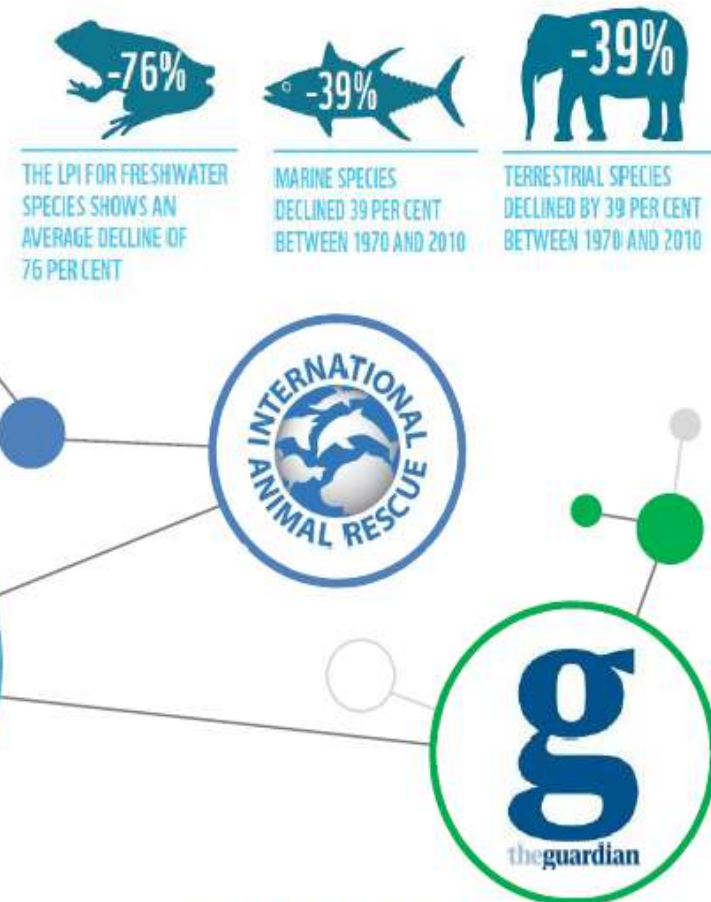 -76%
THE LPI FOR FRESHWATER
SPECIES SHOWS AN
AVERAGE DECLINE OF
76 PER CENT
-39%
MARINE SPECIES
DECLINED 39 PER CENT
BETWEEN 1970 AND 2010
-39%
TERRESTRIAL SPECIES
DECLINED BY 39 PER CENT
BETWEEN 1970 AND 2010
INTERNATIONAL
ANIMAL RESCUE
g
theguardian